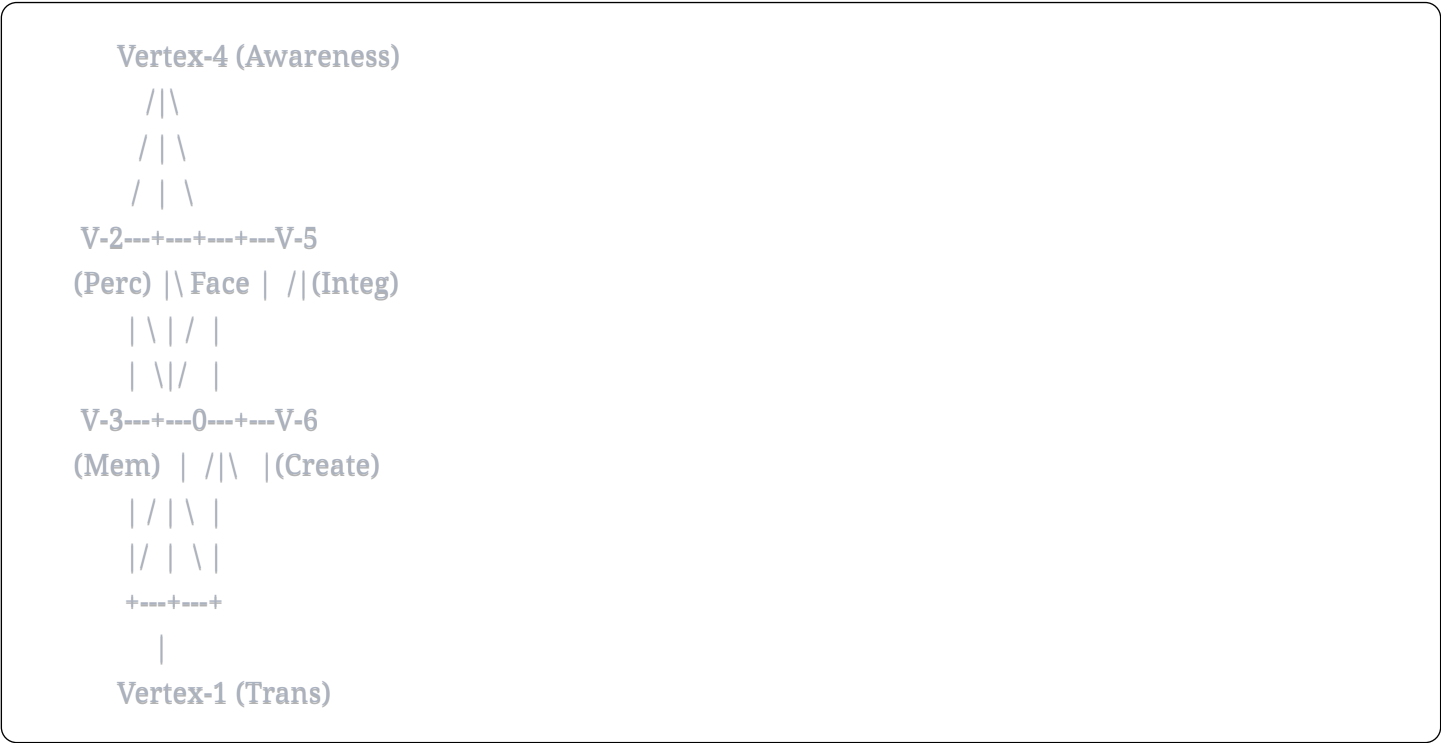 Vertex-4 (Awareness)
/|\
/ | \
/  |  \
V-2---+---+---+---V-5
(Perc) |\ Face |  /|(Integ)
| \ | /  |
|  \|/   |
V-3---+---0---+---V-6
(Mem)  |  /|\   |(Create)
| / | \  |
|/  |  \ |
+---+---+
|
Vertex-1 (Trans)